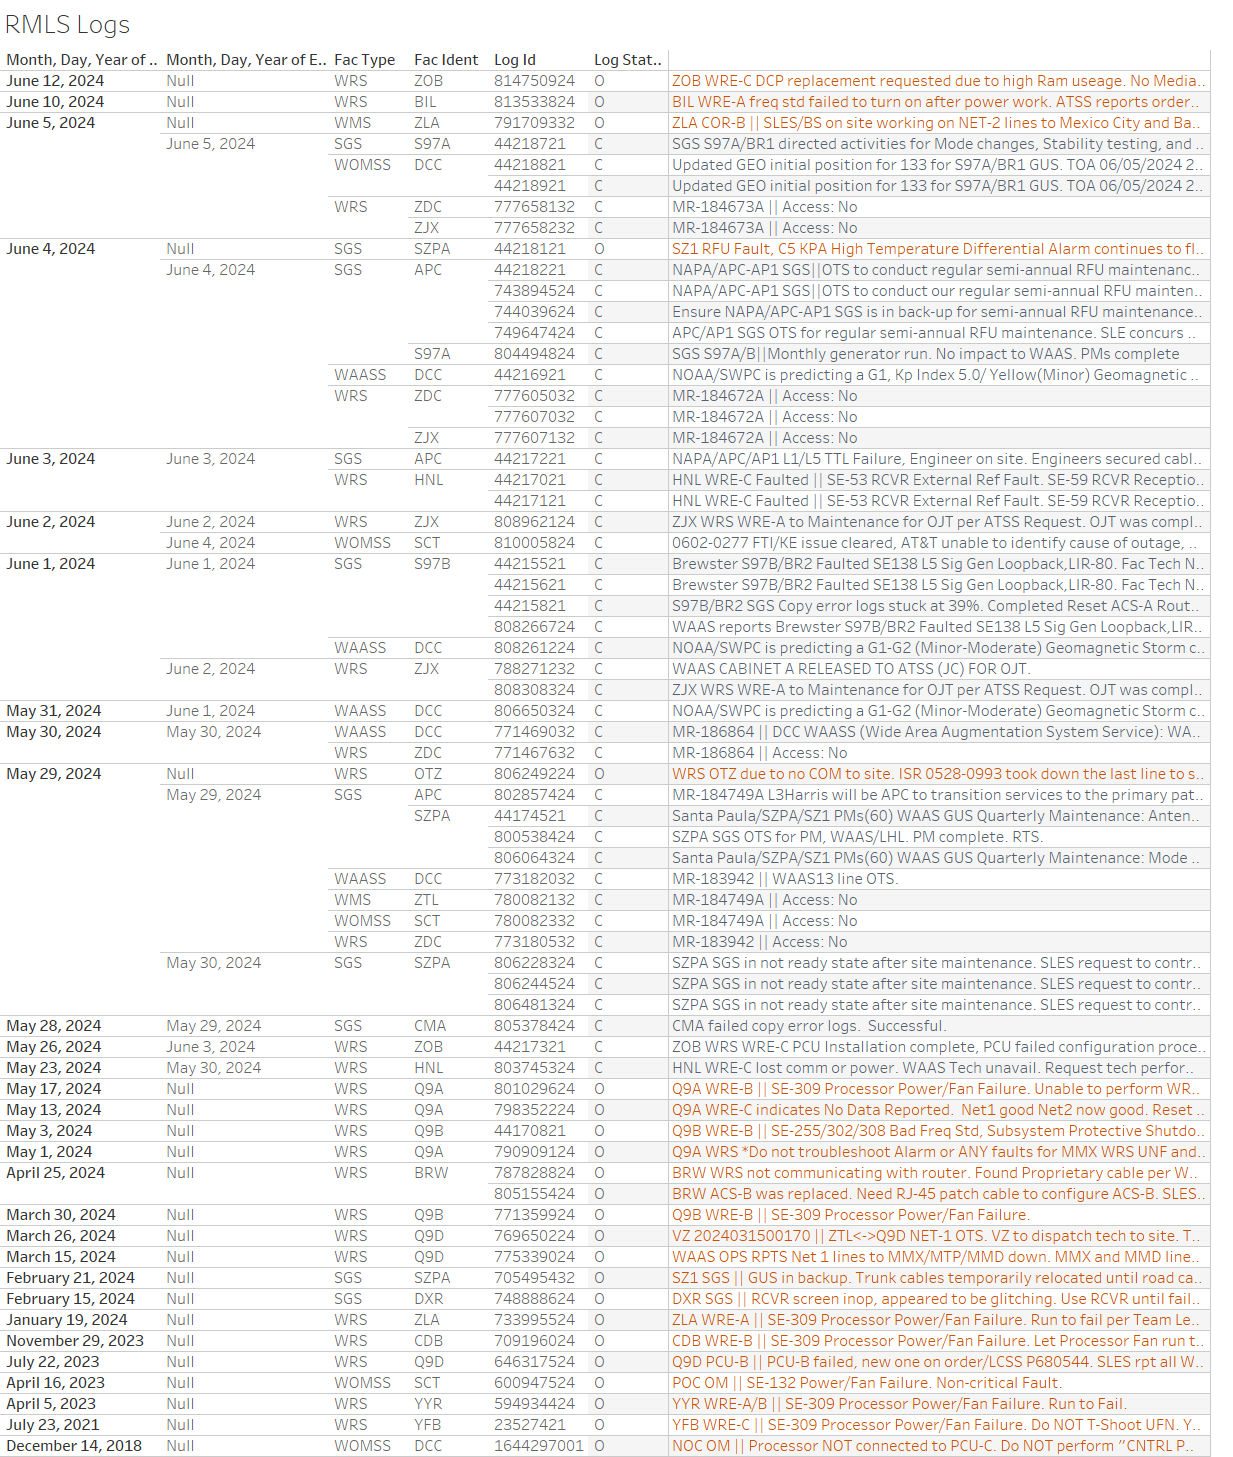 RMLS Logs
Month, Day, Year of .. Month, Day, Year of E.. Fac Type Fac Ident Log Id Log Stat..
June 12, 2024 Null WRS ZOB 814750924 O ZOB WRE-C DCP replacement requested due to high Ram useage. No Media..
June 10, 2024 Null WRS BIL 813533824 O BIL WRE-A freq std failed to turn on after power work. ATSS reports order..
June 5, 2024 Null WMS ZLA 791709332 O ZLA COR-B || SLES/BS on site working on NET-2 lines to Mexico City and Ba..
June 5, 2024 SGS S97A 44218721 C SGS S97A/BR1 directed activities for Mode changes, Stability testing, and ..
WOMSS DCC 44218821 C Updated GEO initial position for 133 for S97A/BR1 GUS. TOA 06/05/2024 2..
44218921 C Updated GEO initial position for 133 for S97A/BR1 GUS. TOA 06/05/2024 2..
WRS ZDC 777658132 C MR-184673A || Access: No
ZJX 777658232 C MR-184673A || Access: No
June 4, 2024 Null SGS SZPA 44218121 O SZ1 RFU Fault, C5 KPA High Temperature Differential Alarm continues to fl..
June 4, 2024 SGS APC 44218221 C NAPA/APC-AP1 SGS||OTS to conduct regular semi-annual RFU maintenanc..
743894524 C NAPA/APC-AP1 SGS||OTS to conduct our regular semi-annual RFU mainten..
744039624 C Ensure NAPA/APC-AP1 SGS is in back-up for semi-annual RFU maintenance..
749647424 C APC/AP1 SGS OTS for regular semi-annual RFU maintenance. SLE concurs ..
S97A 804494824 C SGS S97A/B||Monthly generator run. No impact to WAAS. PMs complete
WAASS DCC 44216921 C NOAA/SWPC is predicting a G1, Kp Index 5.0/ Yellow(Minor) Geomagnetic ..
WRS ZDC 777605032 C MR-184672A || Access: No
777607032 C MR-184672A || Access: No
ZJX 777607132 C MR-184672A || Access: No
June 3, 2024 June 3, 2024 SGS APC 44217221 C NAPA/APC/AP1 L1/L5 TTL Failure, Engineer on site. Engineers secured cabl..
WRS HNL 44217021 C HNL WRE-C Faulted || SE-53 RCVR External Ref Fault. SE-59 RCVR Receptio..
44217121 C HNL WRE-C Faulted || SE-53 RCVR External Ref Fault. SE-59 RCVR Receptio..
June 2, 2024 June 2, 2024 WRS ZJX 808962124 C ZJX WRS WRE-A to Maintenance for OJT per ATSS Request. OJT was compl..
June 4, 2024 WOMSS SCT 810005824 C 0602-0277 FTI/KE issue cleared, AT&T unable to identify cause of outage, ..
June 1, 2024 June 1, 2024 SGS S97B 44215521 C Brewster S97B/BR2 Faulted SE138 L5 Sig Gen Loopback,LIR-80. Fac Tech N..
44215621 C Brewster S97B/BR2 Faulted SE138 L5 Sig Gen Loopback,LIR-80. Fac Tech N..
44215821 C S97B/BR2 SGS Copy error logs stuck at 39%. Completed Reset ACS-A Rout..
808266724 C WAAS reports Brewster S97B/BR2 Faulted SE138 L5 Sig Gen Loopback,LIR..
WAASS DCC 808261224 C NOAA/SWPC is predicting a G1-G2 (Minor-Moderate) Geomagnetic Storm c..
June 2, 2024 WRS ZJX 788271232 C WAAS CABINET A RELEASED TO ATSS (JC) FOR OJT.
808308324 C ZJX WRS WRE-A to Maintenance for OJT per ATSS Request. OJT was compl..
May 31, 2024 June 1, 2024 WAASS DCC 806650324 C NOAA/SWPC is predicting a G1-G2 (Minor-Moderate) Geomagnetic Storm c..
May 30, 2024 May 30, 2024 WAASS DCC 771469032 C MR-186864 || DCC WAASS (Wide Area Augmentation System Service): WA..
WRS ZDC 771467632 C MR-186864 || Access: No
May 29, 2024 Null WRS OTZ 806249224 O WRS OTZ due to no COM to site. ISR 0528-0993 took down the last line to s..
May 29, 2024 SGS APC 802857424 C MR-184749A L3Harris will be APC to transition services to the primary pat..
SZPA 44174521 C Santa Paula/SZPA/SZ1 PMs(60) WAAS GUS Quarterly Maintenance: Anten..
800538424 C SZPA SGS OTS for PM, WAAS/LHL. PM complete. RTS.
806064324 C Santa Paula/SZPA/SZ1 PMs(60) WAAS GUS Quarterly Maintenance: Mode ..
WAASS DCC 773182032 C MR-183942 || WAAS13 line OTS.
WMS ZTL 780082132 C MR-184749A || Access: No
WOMSS SCT 780082332 C MR-184749A || Access: No
WRS ZDC 773180532 C MR-183942 || Access: No
May 30, 2024 SGS SZPA 806228324 C SZPA SGS in not ready state after site maintenance. SLES request to contr..
806244524 C SZPA SGS in not ready state after site maintenance. SLES request to contr..
806481324 C SZPA SGS in not ready state after site maintenance. SLES request to contr..
May 28, 2024 May 29, 2024 SGS CMA 805378424 C CMA failed copy error logs.  Successful.
May 26, 2024 June 3, 2024 WRS ZOB 44217321 C ZOB WRS WRE-C PCU Installation complete, PCU failed configuration proce..
May 23, 2024 May 30, 2024 WRS HNL 803745324 C HNL WRE-C lost comm or power. WAAS Tech unavail. Request tech perfor..
May 17, 2024 Null WRS Q9A 801029624 O Q9A WRE-B || SE-309 Processor Power/Fan Failure. Unable to perform WR..
May 13, 2024 Null WRS Q9A 798352224 O Q9A WRE-C indicates No Data Reported.  Net1 good Net2 now good. Reset ..
May 3, 2024 Null WRS Q9B 44170821 O Q9B WRE-B || SE-255/302/308 Bad Freq Std, Subsystem Protective Shutdo..
May 1, 2024 Null WRS Q9A 790909124 O Q9A WRS *Do not troubleshoot Alarm or ANY faults for MMX WRS UNF and..
April 25, 2024 Null WRS BRW 787828824 O BRW WRS not communicating with router. Found Proprietary cable per W..
805155424 O BRW ACS-B was replaced. Need RJ-45 patch cable to configure ACS-B. SLES..
March 30, 2024 Null WRS Q9B 771359924 O Q9B WRE-B || SE-309 Processor Power/Fan Failure.
March 26, 2024 Null WRS Q9D 769650224 O VZ 2024031500170 || ZTL<->Q9D NET-1 OTS. VZ to dispatch tech to site. T..
March 15, 2024 Null WRS Q9D 775339024 O WAAS OPS RPTS Net 1 lines to MMX/MTP/MMD down. MMX and MMD line..
February 21, 2024 Null SGS SZPA 705495432 O SZ1 SGS || GUS in backup. Trunk cables temporarily relocated until road ca..
February 15, 2024 Null SGS DXR 748888624 O DXR SGS || RCVR screen inop, appeared to be glitching. Use RCVR until fail..
January 19, 2024 Null WRS ZLA 733995524 O ZLA WRE-A || SE-309 Processor Power/Fan Failure. Run to fail per Team Le..
November 29, 2023 Null WRS CDB 709196024 O CDB WRE-B || SE-309 Processor Power/Fan Failure. Let Processor Fan run t..
July 22, 2023 Null WRS Q9D 646317524 O Q9D PCU-B || PCU-B failed, new one on order/LCSS P680544. SLES rpt all W..
April 16, 2023 Null WOMSS SCT 600947524 O POC OM || SE-132 Power/Fan Failure. Non-critical Fault.
April 5, 2023 Null WRS YYR 594934424 O YYR WRE-A/B || SE-309 Processor Power/Fan Failure. Run to Fail.
July 23, 2021 Null WRS YFB 23527421 O YFB WRE-C || SE-309 Processor Power/Fan Failure. Do NOT T-Shoot UFN. Y..
December 14, 2018 Null WOMSS DCC 1644297001 O NOC OM || Processor NOT connected to PCU-C. Do NOT perform "CNTRL P..